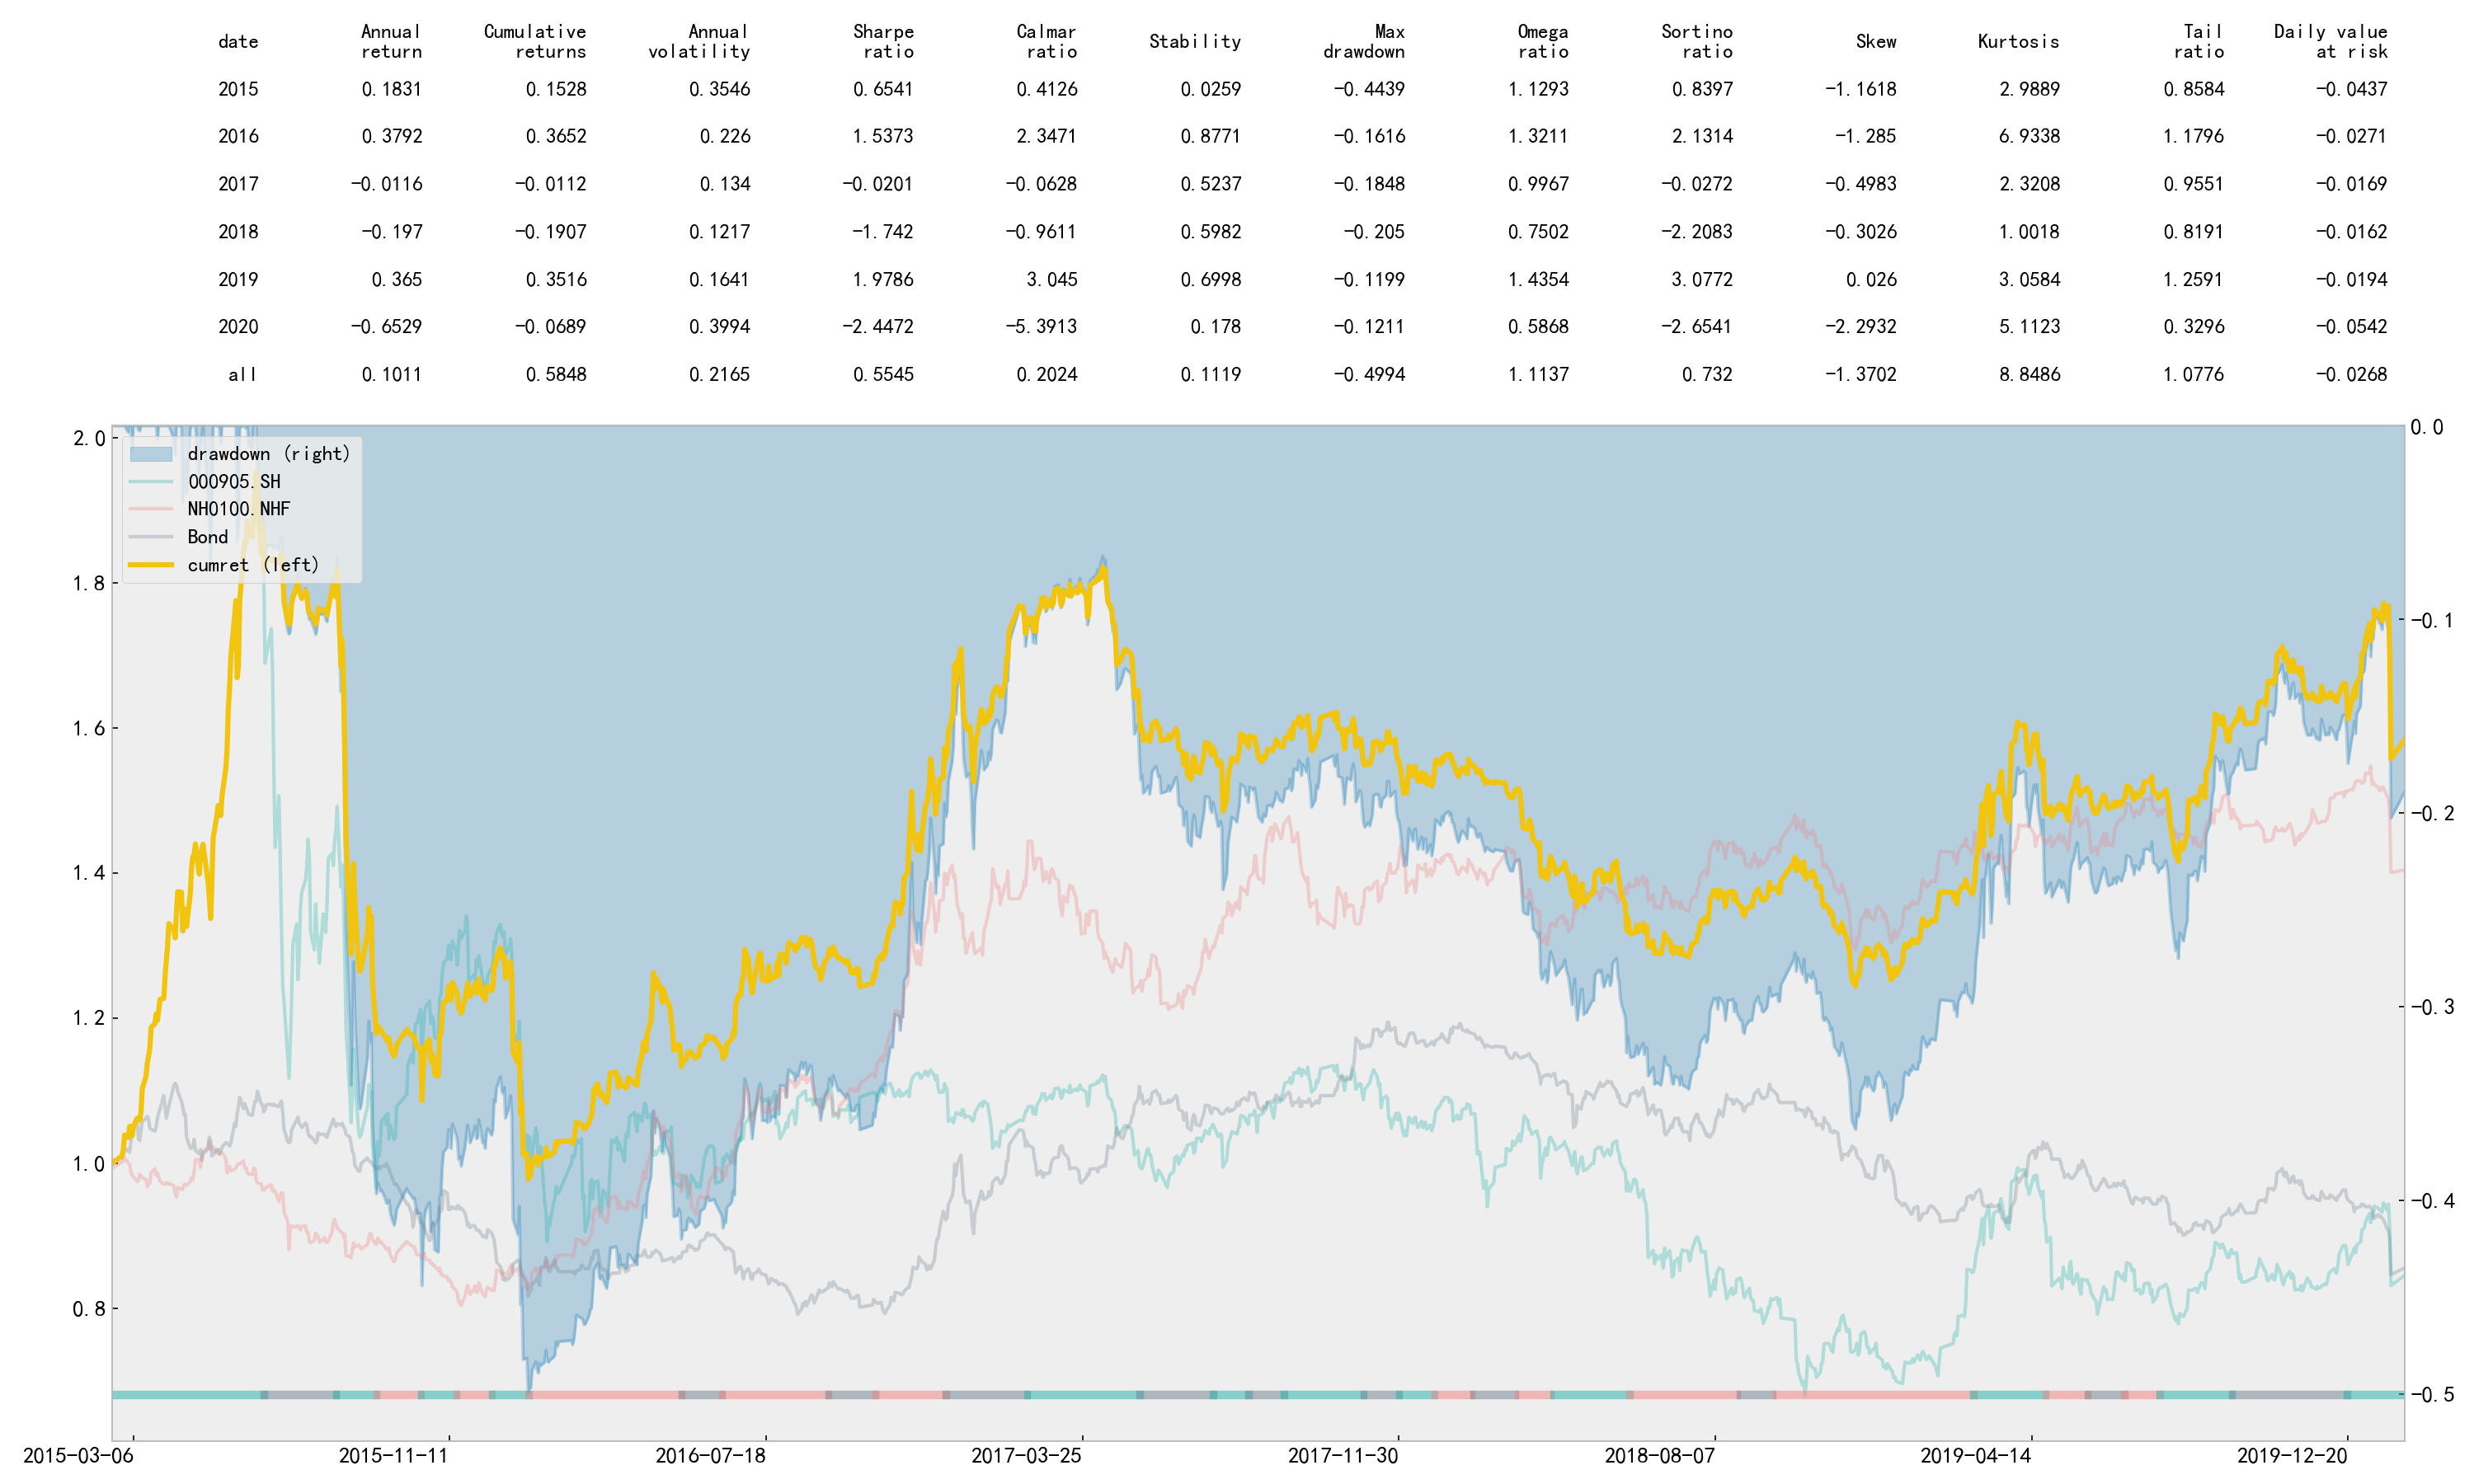 date Annual return Cumulative returns Annual volatility Sharpe ratio Calmar ratio Stability Max drawdown Omega ratio Sortino ratio Skew Kurtosis Tail ratio Daily value at risk
2015 0.1831 0.1528 0.3546 0.6541 0.4126 0.0259 -0.4439 1.1293 0.8397 -1.1618 2.9889 0.8584 -0.0437
2016 0.3792 0.3652 0.226 1.5373 2.3471 0.8771 -0.1616 1.3211 2.1314 -1.285 6.9338 1.1796 -0.0271
2017 -0.0116 -0.0112 0.134 -0.0201 -0.0628 0.5237 -0.1848 0.9967 -0.0272 -0.4983 2.3208 0.9551 -0.0169
2018 -0.197 -0.1907 0.1217 -1.742 -0.9611 0.5982 -0.205 0.7502 -2.2083 -0.3026 1.0018 0.8191 -0.0162
2019 0.365 0.3516 0.1641 1.9786 3.045 0.6998 -0.1199 1.4354 3.0772 0.026 3.0584 1.2591 -0.0194
2020 -0.6529 -0.0689 0.3994 -2.4472 -5.3913 0.178 -0.1211 0.5868 -2.6541 -2.2932 5.1123 0.3296 -0.0542
all 0.1011 0.5848 0.2165 0.5545 0.2024 0.1119 -0.4994 1.1137 0.732 -1.3702 8.8486 1.0776 -0.0268
2.0
1.8
1.6
1.4
1.2
1.0
0.8
drawdown (right)
000905.SH
NH0100.NHF
Bond
cumret (left)
0.0
-0.1
-0.2
-0.3
-0.4
-0.5
2015-03-06 2015-11-11 2016-07-18 2017-03-25 2017-11-30 2018-08-07 2019-04-14 2019-12-20